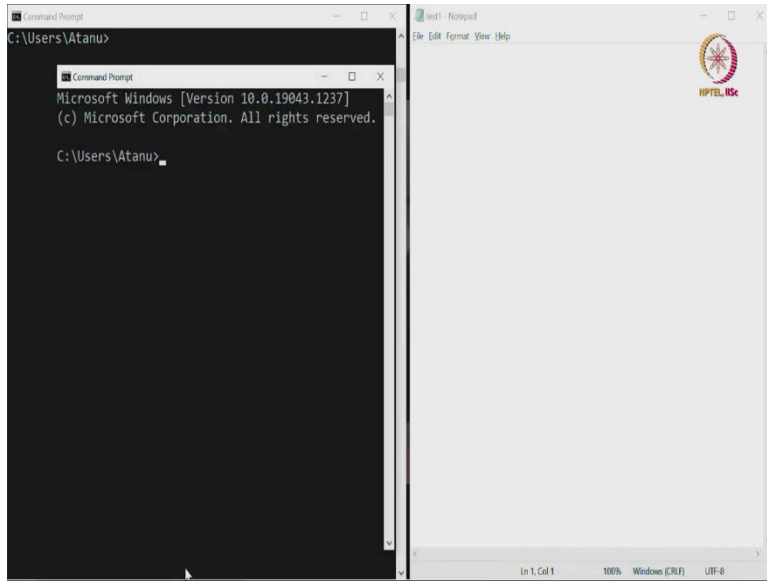 Command Prompt
C:\Users\Atanu>
Command Prompt
Microsoft Windows [Version 10.0.19043.1237]
(c) Microsoft Corporation. All rights reserved.
C:\Users\Atanu>
test1 - Notepad
File Edit Format View Help
NPTEL, IISc
Ln 1, Col 1 100% Windows (CRLF) UTF-8